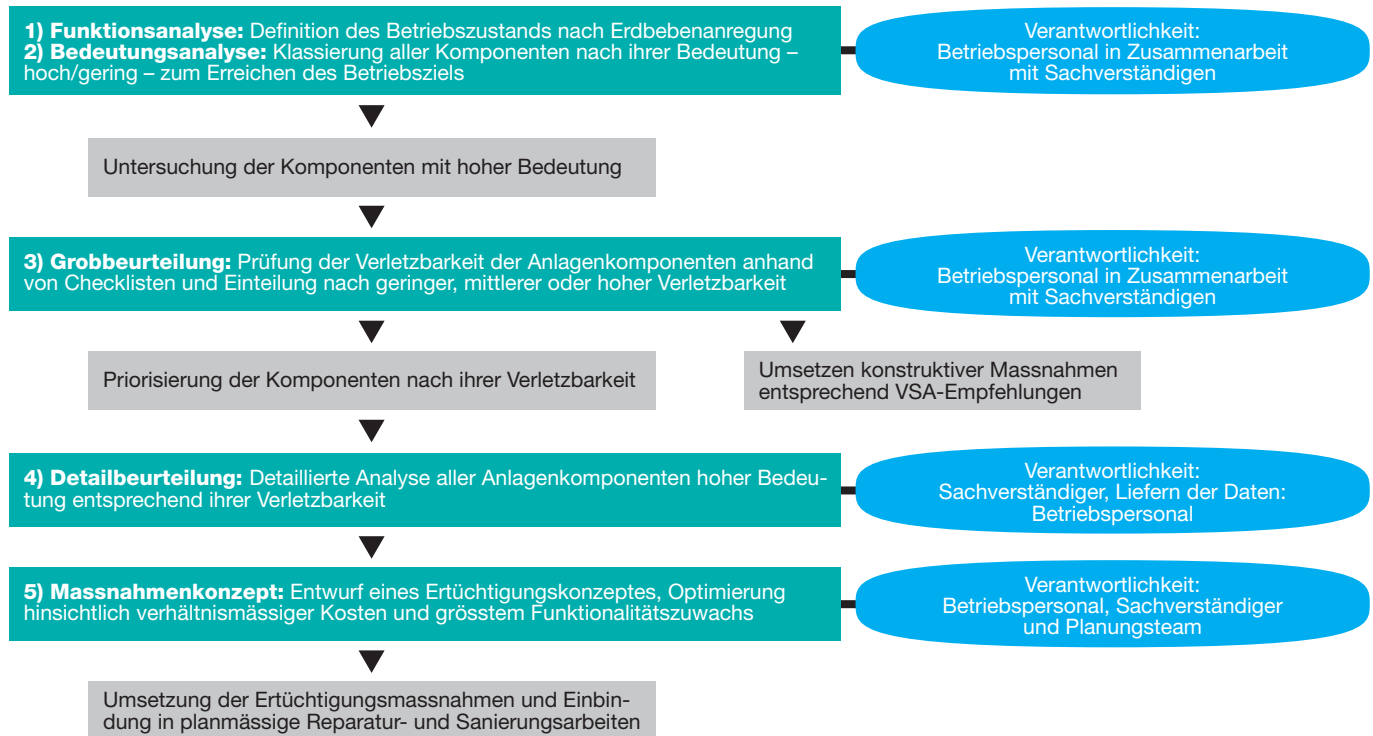 1) Funktionsanalyse: Definition des Betriebszustands nach Erdbebenanregung
2) Bedeutungsanalyse: Klassierung aller Komponenten nach ihrer Bedeutung –
hoch/gering – zum Erreichen des Betriebsziels
Verantwortlichkeit:
Betriebspersonal in Zusammenarbeit
mit Sachverständigen
Untersuchung der Komponenten mit hoher Bedeutung
3) Grobbeurteilung: Prüfung der Verletzbarkeit der Anlagenkomponenten anhand
von Checklisten und Einteilung nach geringer, mittlerer oder hoher Verletzbarkeit
Verantwortlichkeit:
Betriebspersonal in Zusammenarbeit
mit Sachverständigen
Priorisierung der Komponenten nach ihrer Verletzbarkeit
Umsetzen konstruktiver Massnahmen
entsprechend VSA-Empfehlungen
4) Detailbeurteilung: Detaillierte Analyse aller Anlagenkomponenten hoher Bedeu-
tung entsprechend ihrer Verletzbarkeit
Verantwortlichkeit:
Sachverständiger, Liefern der Daten:
Betriebspersonal
5) Massnahmenkonzept: Entwurf eines Ertüchtigungskonzeptes, Optimierung
hinsichtlich verhältnismässiger Kosten und grösstem Funktionalitätszuwachs
Verantwortlichkeit:
Betriebspersonal, Sachverständiger
und Planungsteam
Umsetzung der Ertüchtigungsmassnahmen und Einbin-
dung in planmässige Reparatur- und Sanierungsarbeiten